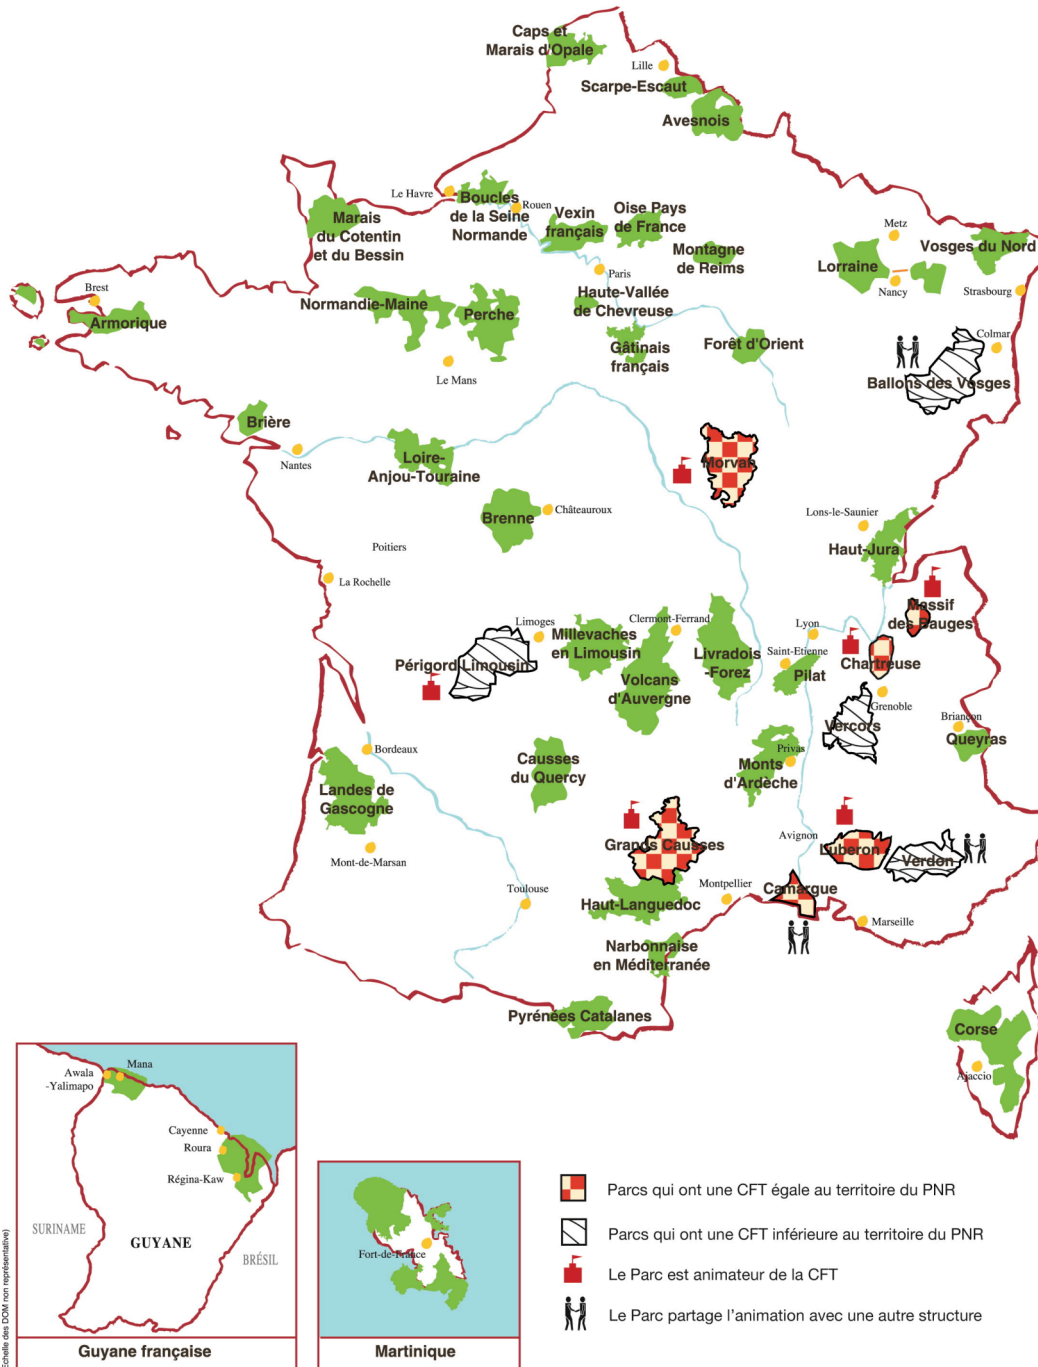 Caps et
Marais d'Opale
Lille
Scarpe-Escaut
Avesnois
Le Havre
Boucles
de la Seine
Normande
Rouen
Marais
du Cotentin
et du Bessin
Vexin
français
Oise Pays
de France
Montagne
de Reims
Metz
Vosges du Nord
Lorraine
Nancy
Strasbourg
Paris
Haute-Vallée
de Chevreuse
Brest
Armorique
Normandie-Maine
Perche
Gâtinais
français
Forêt d'Orient
Colmar
Ballons des Vosges
Le Mans
Brière
Nantes
Loire-
Anjou-Touraine
Morvan
Brenne
Châteauroux
Lons-le-Saunier
Haut-Jura
Poitiers
La Rochelle
Massif
des Bauges
Limoges
Millevaches
en Limousin
Clermont-Ferrand
Livradois
-Forez
Lyon
Saint-Etienne
Pilat
Chartreuse
Périgord Limousin
Volcans
d'Auvergne
Grenoble
Vercors
Briançon
Queyras
Bordeaux
Causses
du Quercy
Privas
Monts
d'Ardèche
Landes de
Gascogne
Mont-de-Marsan
Grands Causses
Avignon
Luberon
Verdon
Toulouse
Haut-Languedoc
Montpellier
Camargue
Marseille
Narbonnaise
en Méditerranée
Pyrénées Catalanes
Corse
Ajaccio
Awala
-Yalimapo
Mana
Cayenne
Roura
Régina-Kaw
SURINAME
GUYANE
BRÉSIL
Guyane française
Fort-de-France
Martinique
Parcs qui ont une CFT égale au territoire du PNR
Parcs qui ont une CFT inférieure au territoire du PNR
Le Parc est animateur de la CFT
Le Parc partage l'animation avec une autre structure
Echelle des DOM non représentative)